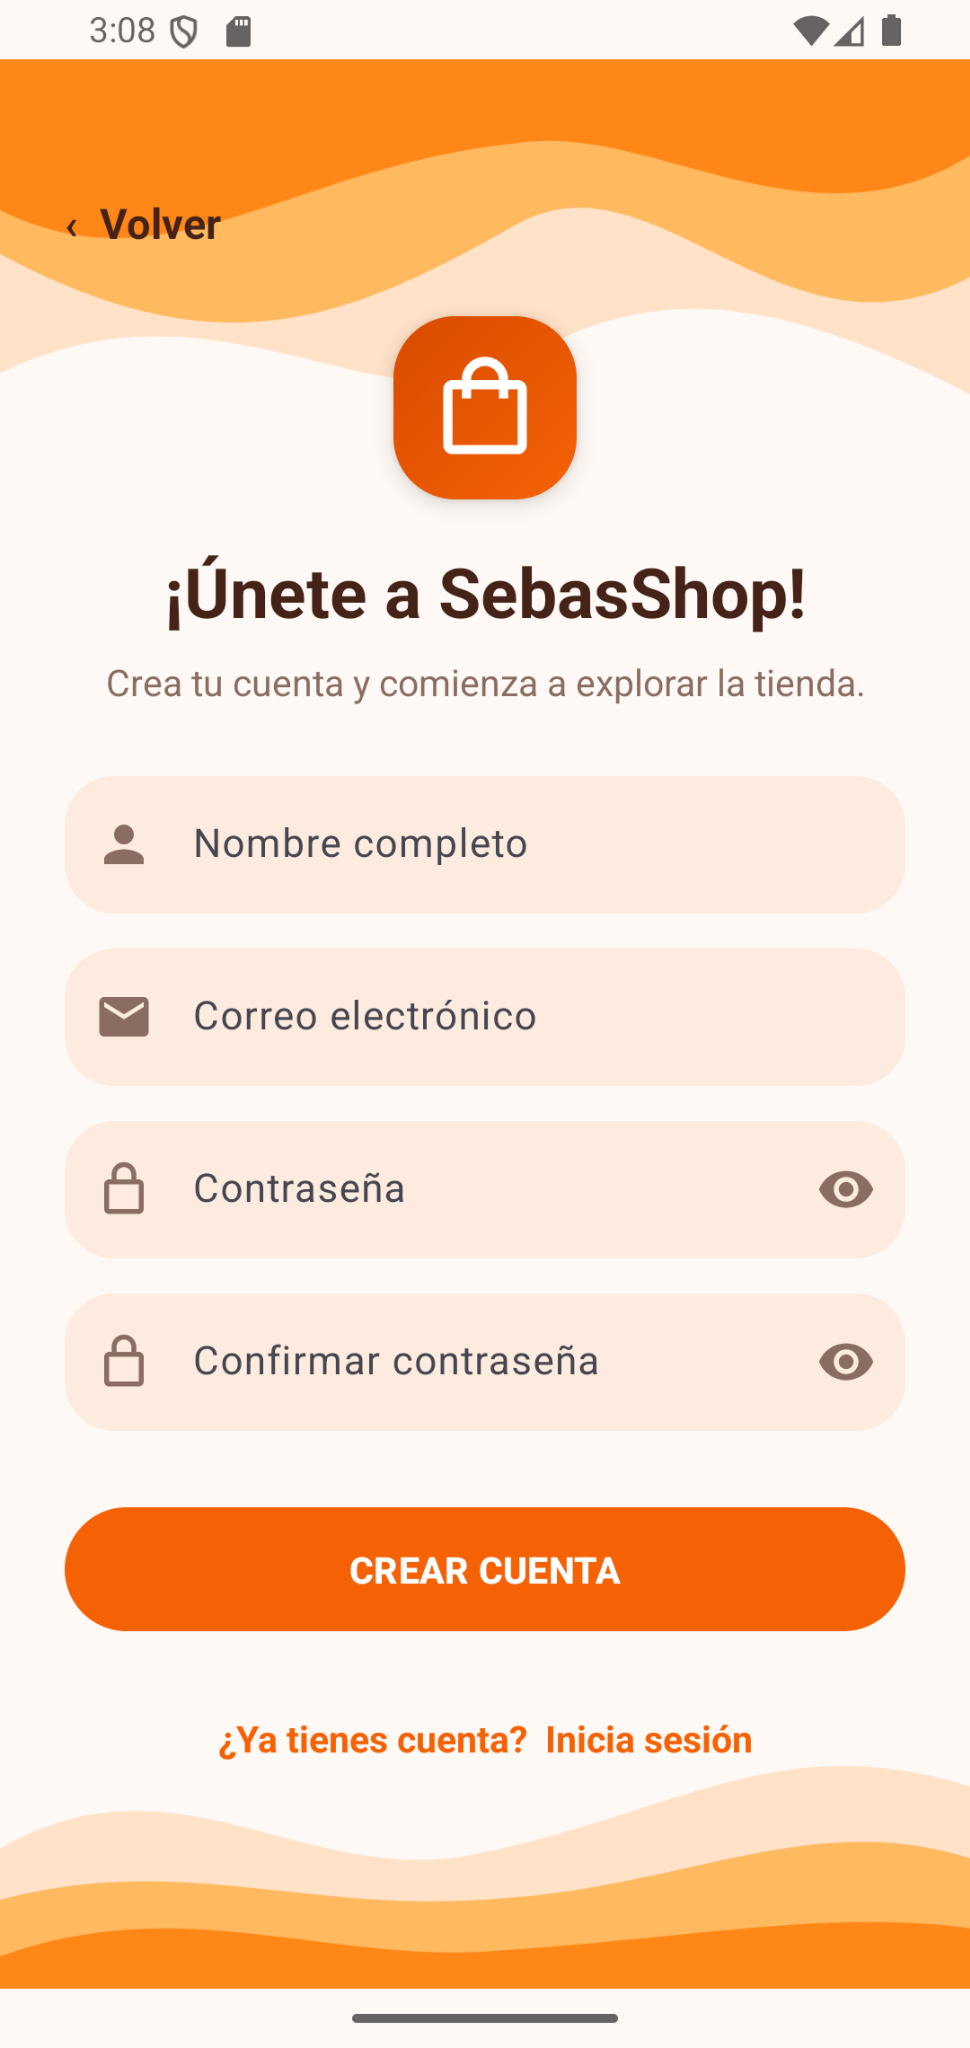 3:08
‹ Volver
¡Únete a SebasShop!
Crea tu cuenta y comienza a explorar la tienda.
Nombre completo
Correo electrónico
Contraseña
Confirmar contraseña
CREAR CUENTA
¿Ya tienes cuenta? Inicia sesión